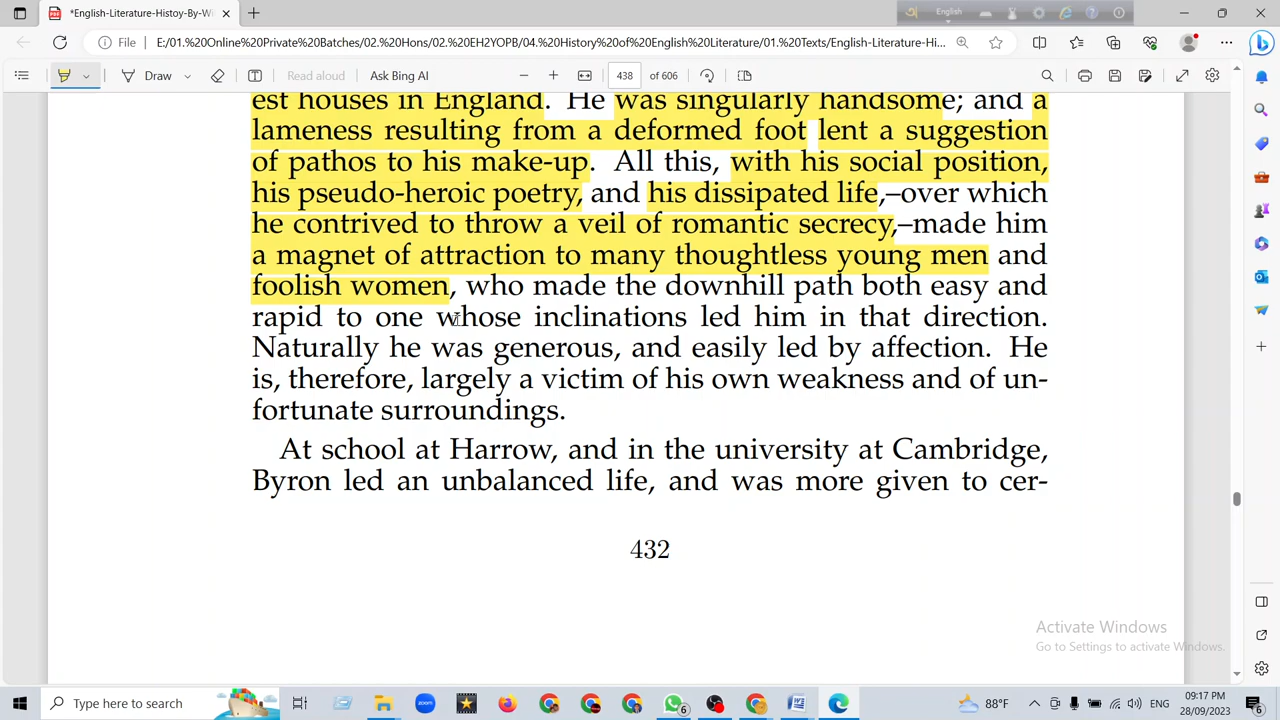 *English-Literature-Histoy-By-W
English
File
E:/01.%20Online%20Private%20Batches/02.%20Hons/02.%20EH2YOPB/04.%20History%20of%20English%20Literature/01.%20Texts/English-Literature-Hi...
Draw
Read aloud
Ask Bing AI
438 of 606
est houses in England. He was singularly handsome; and a
lameness resulting from a deformed foot lent a suggestion
of pathos to his make-up. All this, with his social position,
his pseudo-heroic poetry, and his dissipated life,–over which
he contrived to throw a veil of romantic secrecy,–made him
a magnet of attraction to many thoughtless young men and
foolish women, who made the downhill path both easy and
rapid to one whose inclinations led him in that direction.
Naturally he was generous, and easily led by affection. He
is, therefore, largely a victim of his own weakness and of un-
fortunate surroundings.
At school at Harrow, and in the university at Cambridge,
Byron led an unbalanced life, and was more given to cer-
432
Activate Windows
Go to Settings to activate Windows.
Type here to search
zoom
6
88°F
ENG
09:17 PM
28/09/2023
6